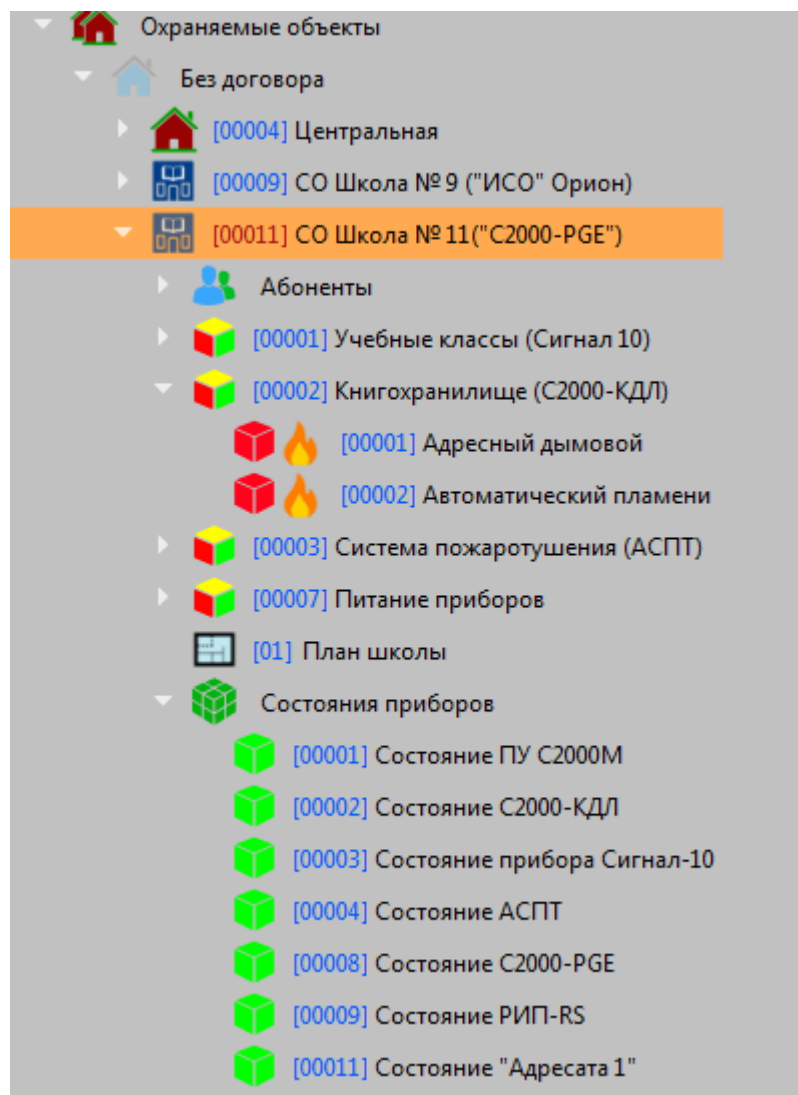 Охраняемые объекты
Без договора
[00004] Центральная
[00009] СО Школа № 9 ("ИСО" Орион)
[00011] СО Школа № 11("С2000-PGE")
Абоненты
[00001] Учебные классы (Сигнал 10)
[00002] Книгохранилище (С2000-КДЛ)
[00001] Адресный дымовой
[00002] Автоматический пламени
[00003] Система пожаротушения (АСПТ)
[00007] Питание приборов
[01] План школы
Состояния приборов
[00001] Состояние ПУ С2000М
[00002] Состояние С2000-КДЛ
[00003] Состояние прибора Сигнал-10
[00004] Состояние АСПТ
[00008] Состояние С2000-PGE
[00009] Состояние РИП-RS
[00011] Состояние "Адресата 1"